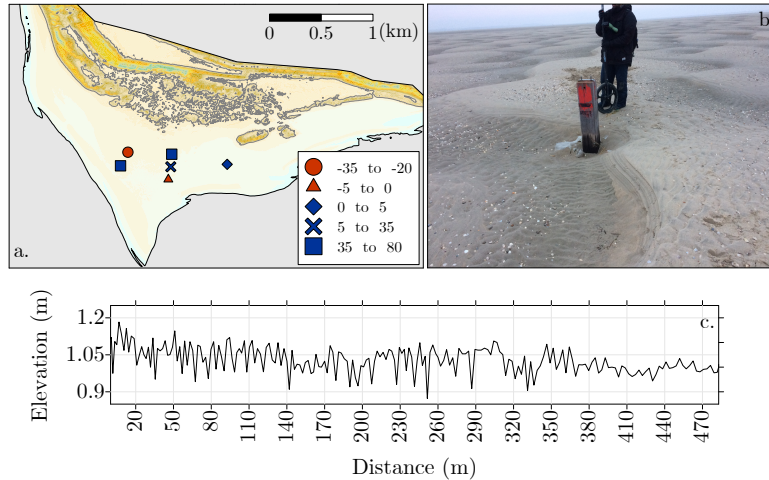 0 0.5 1 (km)
-35 to -20
-5 to 0
0 to 5
5 to 35
35 to 80
a.
b.
Elevation (m)
1.2
1.05
0.9
c.
20 50 80 110 140 170 200 230 260 290 320 350 380 410 440 470
Distance (m)